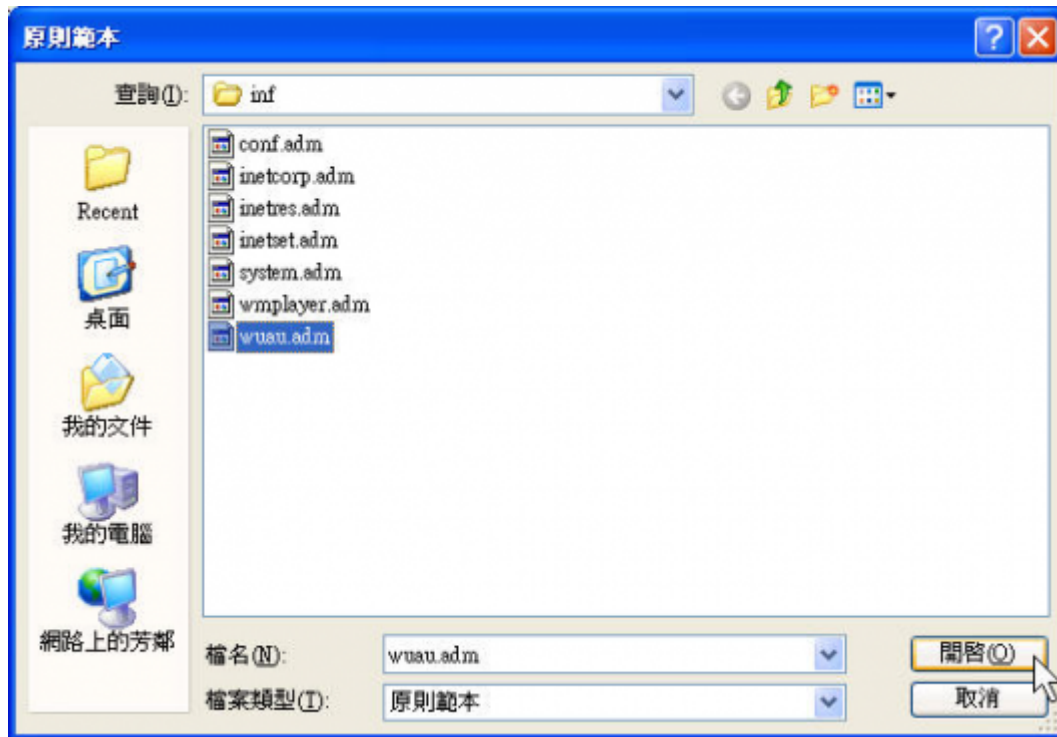 原則範本
查詢(I):
inf
conf.adm
inetcorp.adm
inetres.adm
inetset.adm
system.adm
wmplayer.adm
wuau.adm
Recent
桌面
我的文件
我的電腦
網路上的芳鄰
檔名(N):
wuau.adm
開啓(O)
檔案類型(T):
原則範本
取消